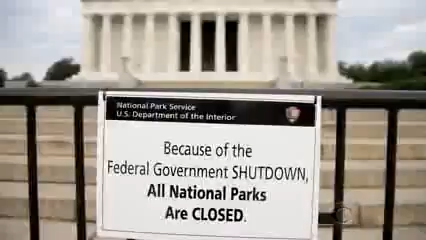 National Park Service
U.S. Department of the Interior
Because of the
Federal Government SHUTDOWN,
All National Parks
Are CLOSED.